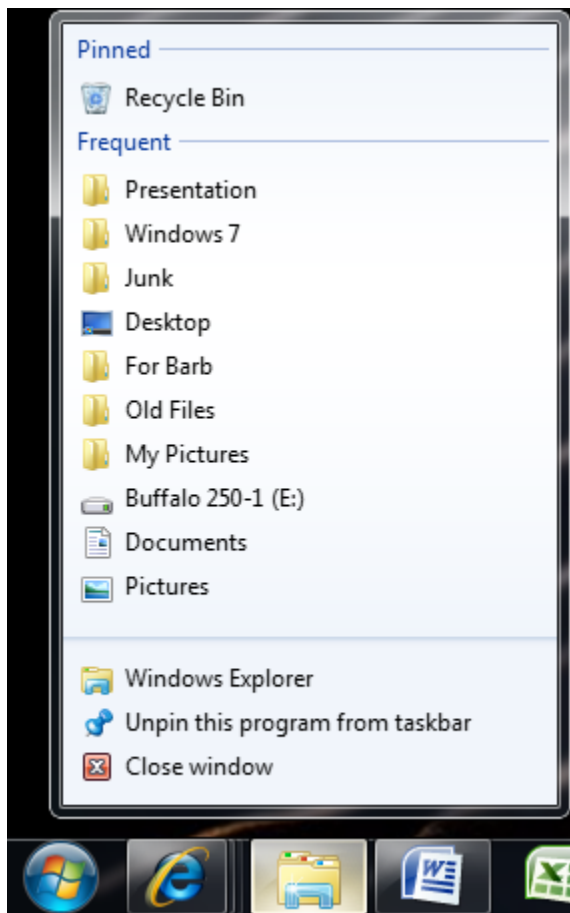 Pinned
Recycle Bin
Frequent
Presentation
Windows 7
Junk
Desktop
For Barb
Old Files
My Pictures
Buffalo 250-1 (E:)
Documents
Pictures
Windows Explorer
Unpin this program from taskbar
Close window